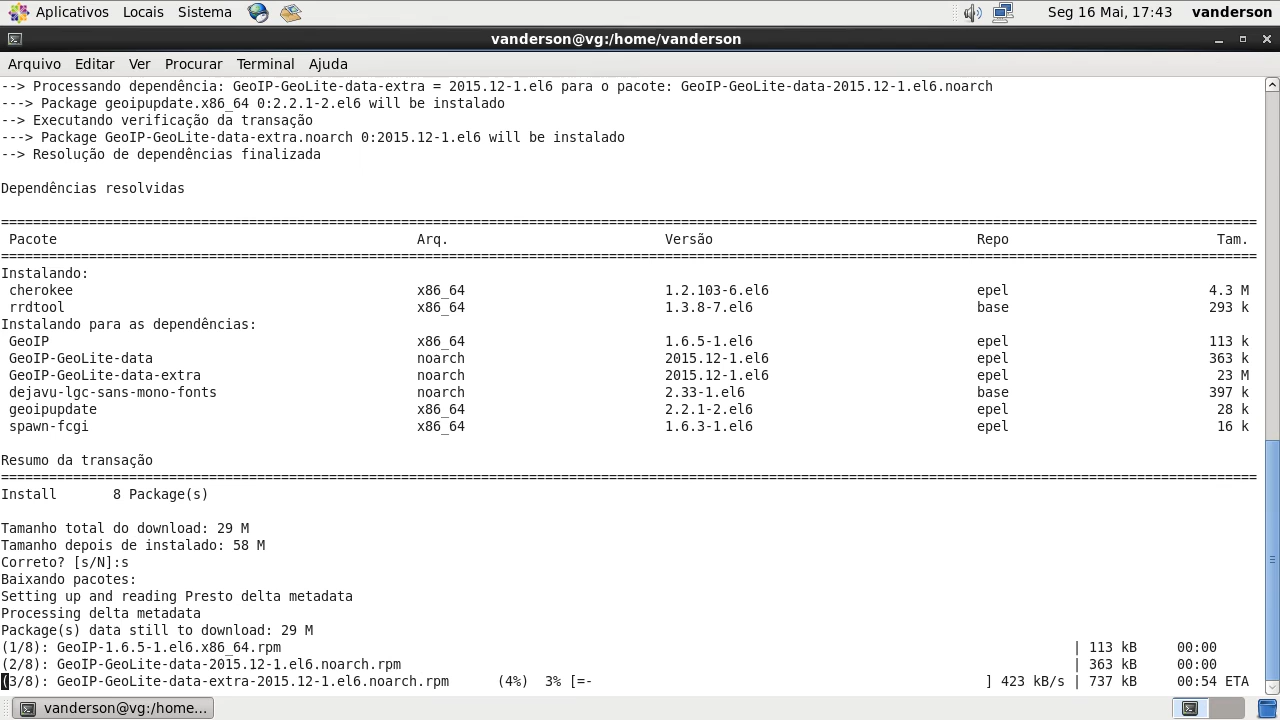 Aplicativos Locais Sistema Seg 16 Mai, 17:43 vanderson
vanderson@vg:/home/vanderson
Arquivo Editar Ver Procurar Terminal Ajuda
--> Processando dependência: GeoIP-GeoLite-data-extra = 2015.12-1.el6 para o pacote: GeoIP-GeoLite-data-2015.12-1.el6.noarch
---> Package geoipupdate.x86_64 0:2.2.1-2.el6 will be instalado
--> Executando verificação da transação
---> Package GeoIP-GeoLite-data-extra.noarch 0:2015.12-1.el6 will be instalado
--> Resolução de dependências finalizada
Dependências resolvidas
Pacote Arq. Versão Repo Tam.
Instalando:
cherokee x86_64 1.2.103-6.el6 epel 4.3 M
rrdtool x86_64 1.3.8-7.el6 base 293 k
Instalando para as dependências:
GeoIP x86_64 1.6.5-1.el6 epel 113 k
GeoIP-GeoLite-data noarch 2015.12-1.el6 epel 363 k
GeoIP-GeoLite-data-extra noarch 2015.12-1.el6 epel 23 M
dejavu-lgc-sans-mono-fonts noarch 2.33-1.el6 base 397 k
geoipupdate x86_64 2.2.1-2.el6 epel 28 k
spawn-fcgi x86_64 1.6.3-1.el6 epel 16 k
Resumo da transação
Install 8 Package(s)
Tamanho total do download: 29 M
Tamanho depois de instalado: 58 M
Correto? [s/N]:s
Baixando pacotes:
Setting up and reading Presto delta metadata
Processing delta metadata
Package(s) data still to download: 29 M
(1/8): GeoIP-1.6.5-1.el6.x86_64.rpm | 113 kB 00:00
(2/8): GeoIP-GeoLite-data-2015.12-1.el6.noarch.rpm | 363 kB 00:00
(3/8): GeoIP-GeoLite-data-extra-2015.12-1.el6.noarch.rpm (4%) 3% [=- ] 423 kB/s | 737 kB 00:54 ETA
vanderson@vg:/home...